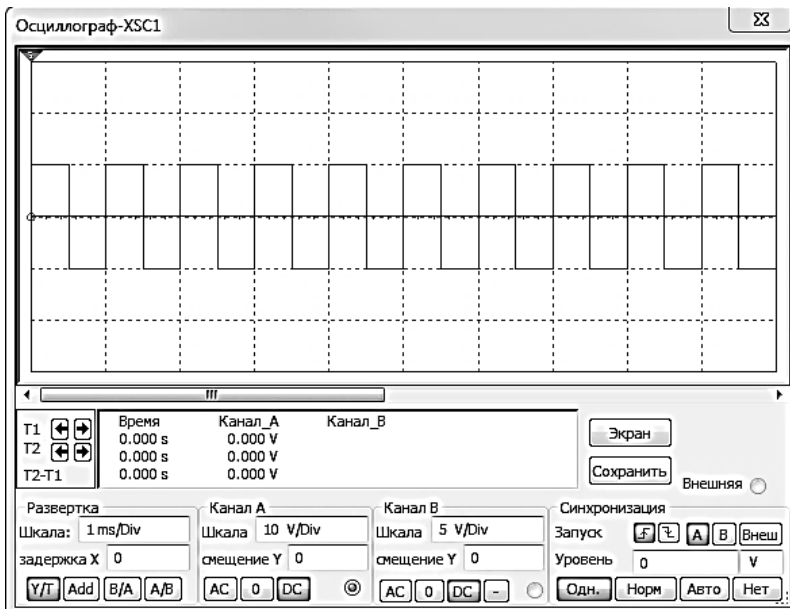 Осциллограф-XSC1
T1
T2
T2-T1
Время Канал_А Канал_В
0.000 s 0.000 V
0.000 s 0.000 V
0.000 s 0.000 V
Экран
Сохранить
Внешняя
Развертка
Шкала: 1 ms/Div
задержка X 0
Y/T Add B/A A/B
Канал А
Шкала 10 V/Div
смещение Y 0
AC 0 DC
Канал В
Шкала 5 V/Div
смещение Y 0
AC 0 DC -
Синхронизация
Запуск A B Внеш
Уровень 0 V
Одн. Норм Авто Нет